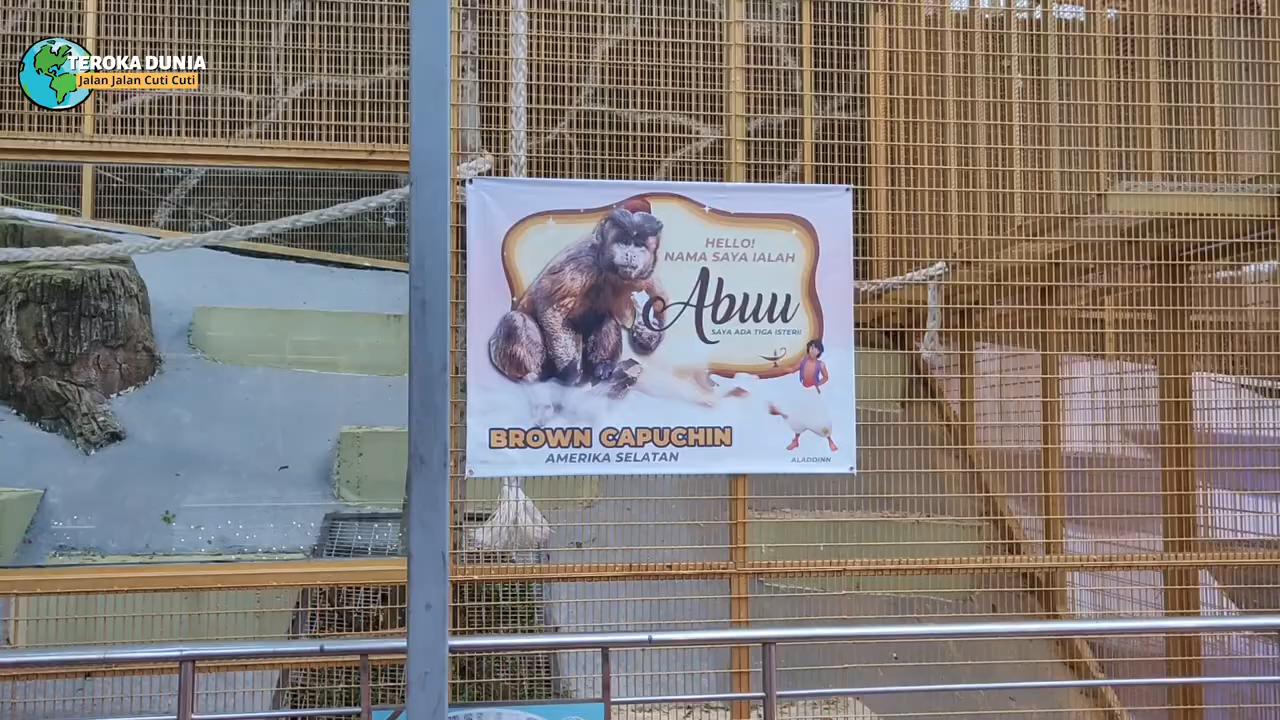 TEROKA DUNIA
Jalan Jalan Cuti Cuti
HELLO!
NAMA SAYA IALAH
Abuu
SAYA ADA TIGA ISTERI!
BROWN CAPUCHIN
AMERIKA SELATAN
ALADDINN